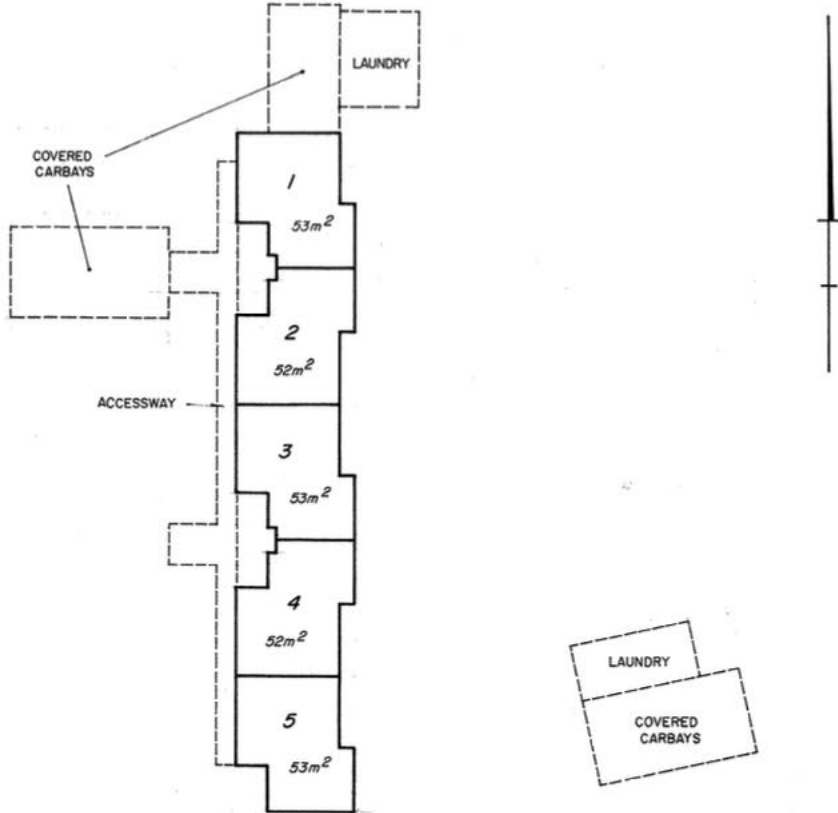 LAUNDRY
COVERED
CARBAYS
1
53m²
2
52m²
ACCESSWAY
3
53m²
4
52m²
5
53m²
LAUNDRY
COVERED
CARBAYS